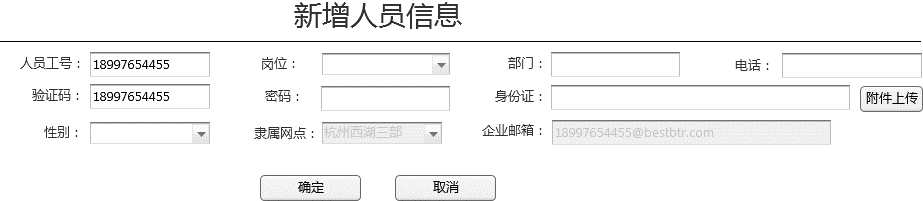 新增人员信息
人员工号： 18997654455 岗位： 部门： 电话：
验证码： 18997654455 密码： 身份证： 附件上传
性别： 隶属网点： 杭州西湖三部 企业邮箱： 18997654455@bestbtr.com
确定 取消